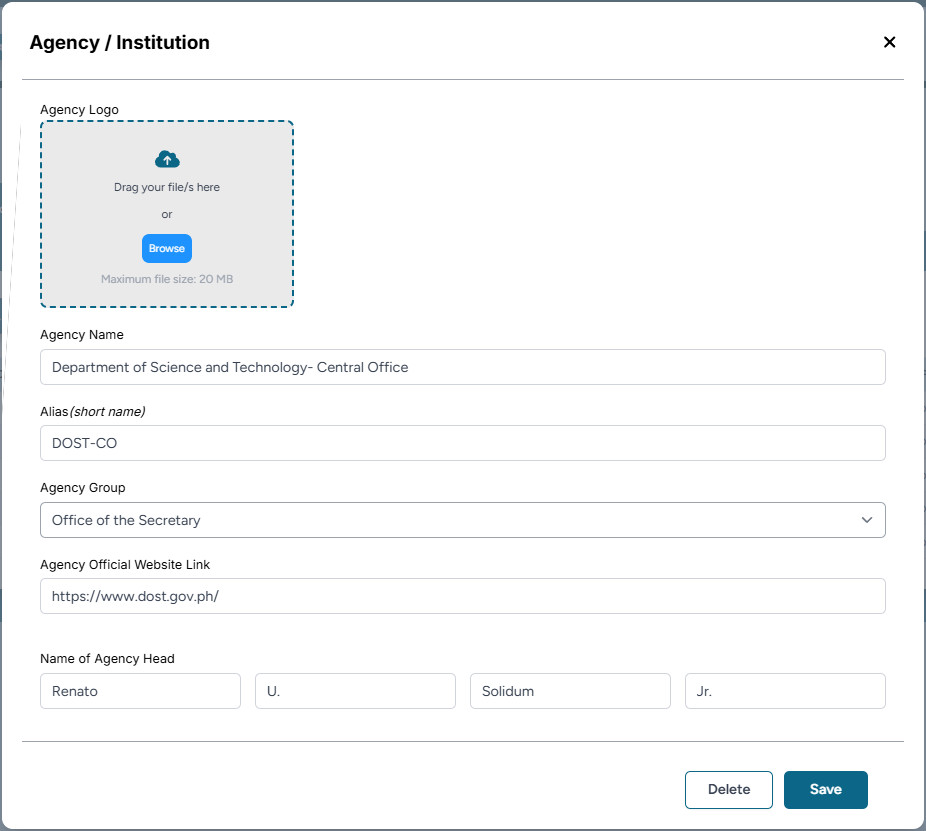 Agency / Institution
Agency Logo
Drag your file/s here
or
Browse
Maximum file size: 20 MB
Agency Name
Department of Science and Technology- Central Office
Alias(short name)
DOST-CO
Agency Group
Office of the Secretary
Agency Official Website Link
https://www.dost.gov.ph/
Name of Agency Head
Renato U. Solidum Jr.
Delete Save